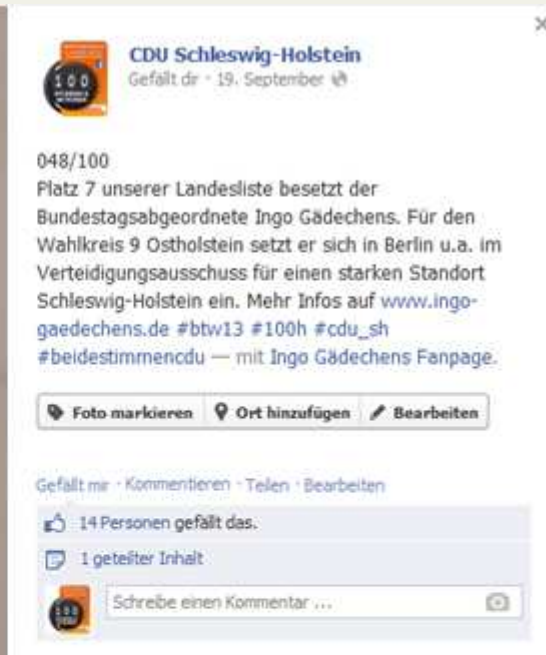 CDU Schleswig-Holstein
Gefällt dir · 19. September
100
048/100
Platz 7 unserer Landesliste besetzt der
Bundestagsabgeordnete Ingo Gädechens. Für den
Wahlkreis 9 Ostholstein setzt er sich in Berlin u.a. im
Verteidigungsausschuss für einen starken Standort
Schleswig-Holstein ein. Mehr Infos auf www.ingo-
gaedechens.de #btw13 #100h #cdu_sh
#beidestimmencdu — mit Ingo Gädechens Fanpage.
Foto markieren Ort hinzufügen Bearbeiten
Gefällt mir · Kommentieren · Teilen · Bearbeiten
14 Personen gefällt das.
1 geteilter Inhalt
100
Schreibe einen Kommentar ...